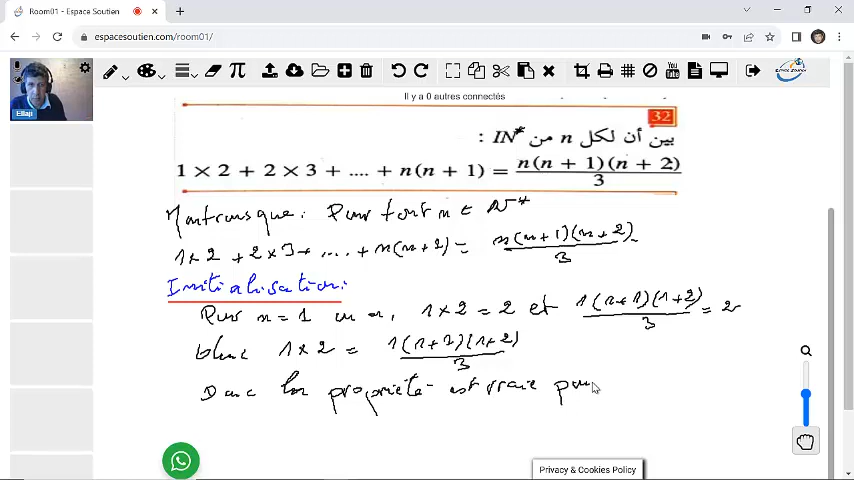 Room01 - Espace Soutien
espacesoutien.com/room01/
Il y a 0 autres connectés
Ellaji
32
بين أن لكل n من IN* :
1 × 2 + 2 × 3 + .... + n(n + 1) = n(n + 1)(n + 2) / 3
Montrons que : Pour tout n ∈ N*
1×2 + 2×3 + .... + n(n+2) = n(n+1)(n+2) / 3
Initialisation:
Pour n = 1 on a, 1×2 = 2 et 1(1+1)(1+2) / 3 = 2
Donc 1×2 = 1(1+1)(1+2) / 3
Donc la propriété est vraie pou
Privacy & Cookies Policy